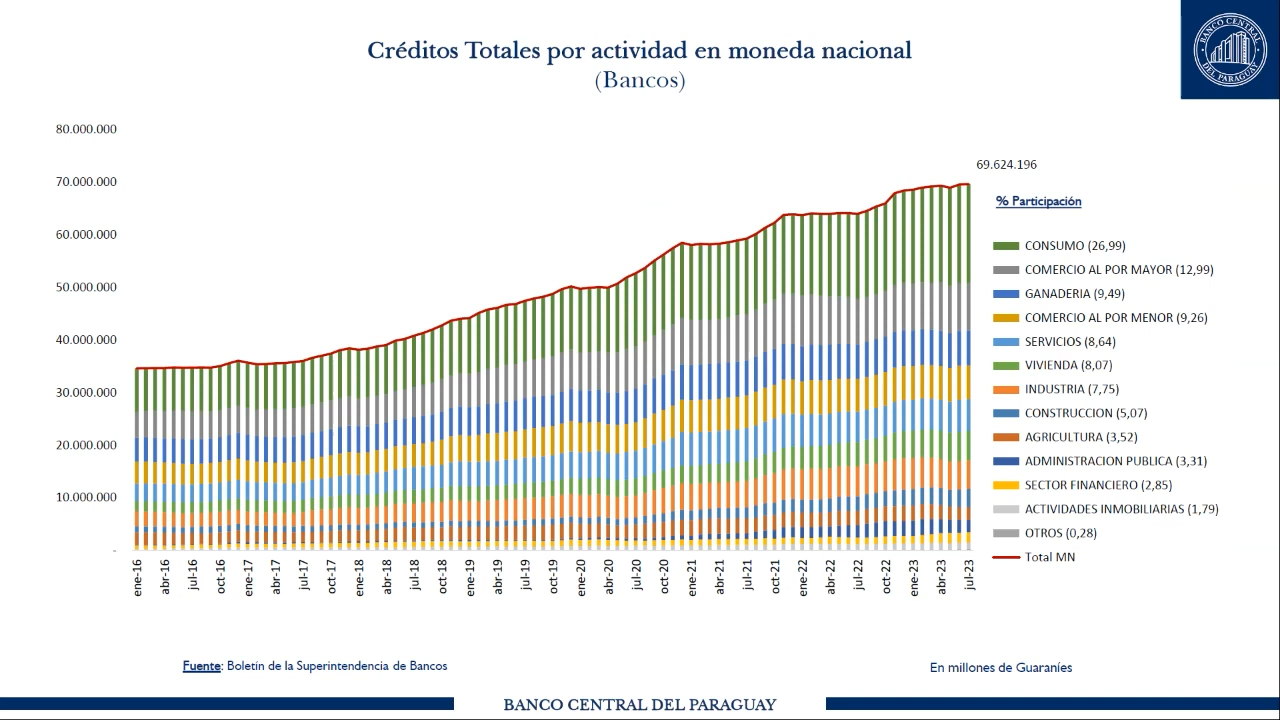 Créditos Totales por actividad en moneda nacional
(Bancos)
BANCO CENTRAL
DEL PARAGUAY
80.000.000
70.000.000
60.000.000
50.000.000
40.000.000
30.000.000
20.000.000
10.000.000
-
69.624.196
% Participación
CONSUMO (26,99)
COMERCIO AL POR MAYOR (12,99)
GANADERIA (9,49)
COMERCIO AL POR MENOR (9,26)
SERVICIOS (8,64)
VIVIENDA (8,07)
INDUSTRIA (7,75)
CONSTRUCCION (5,07)
AGRICULTURA (3,52)
ADMINISTRACION PUBLICA (3,31)
SECTOR FINANCIERO (2,85)
ACTIVIDADES INMOBILIARIAS (1,79)
OTROS (0,28)
Total MN
ene-16
abr-16
jul-16
oct-16
ene-17
abr-17
jul-17
oct-17
ene-18
abr-18
jul-18
oct-18
ene-19
abr-19
jul-19
oct-19
ene-20
abr-20
jul-20
oct-20
ene-21
abr-21
jul-21
oct-21
ene-22
abr-22
jul-22
oct-22
ene-23
abr-23
jul-23
Fuente: Boletín de la Superintendencia de Bancos
En millones de Guaraníes
BANCO CENTRAL DEL PARAGUAY